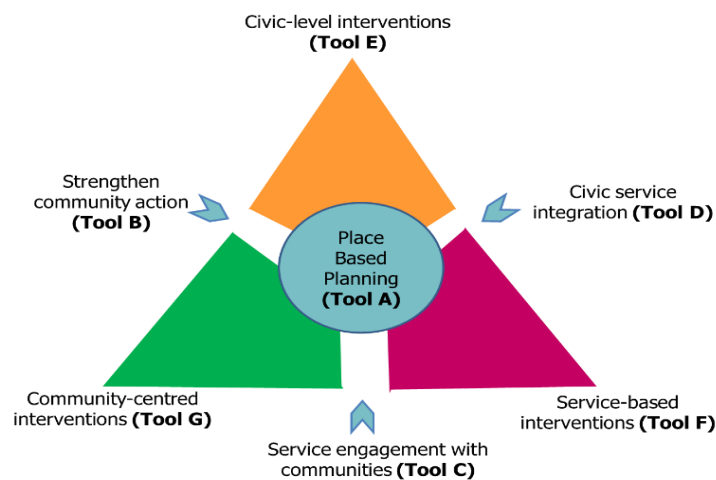 Civic-level interventions
(Tool E)
Strengthen
community action
(Tool B)
Civic service
integration (Tool D)
Place
Based
Planning
(Tool A)
Community-centred
interventions (Tool G)
Service-based
interventions (Tool F)
Service engagement with
communities (Tool C)